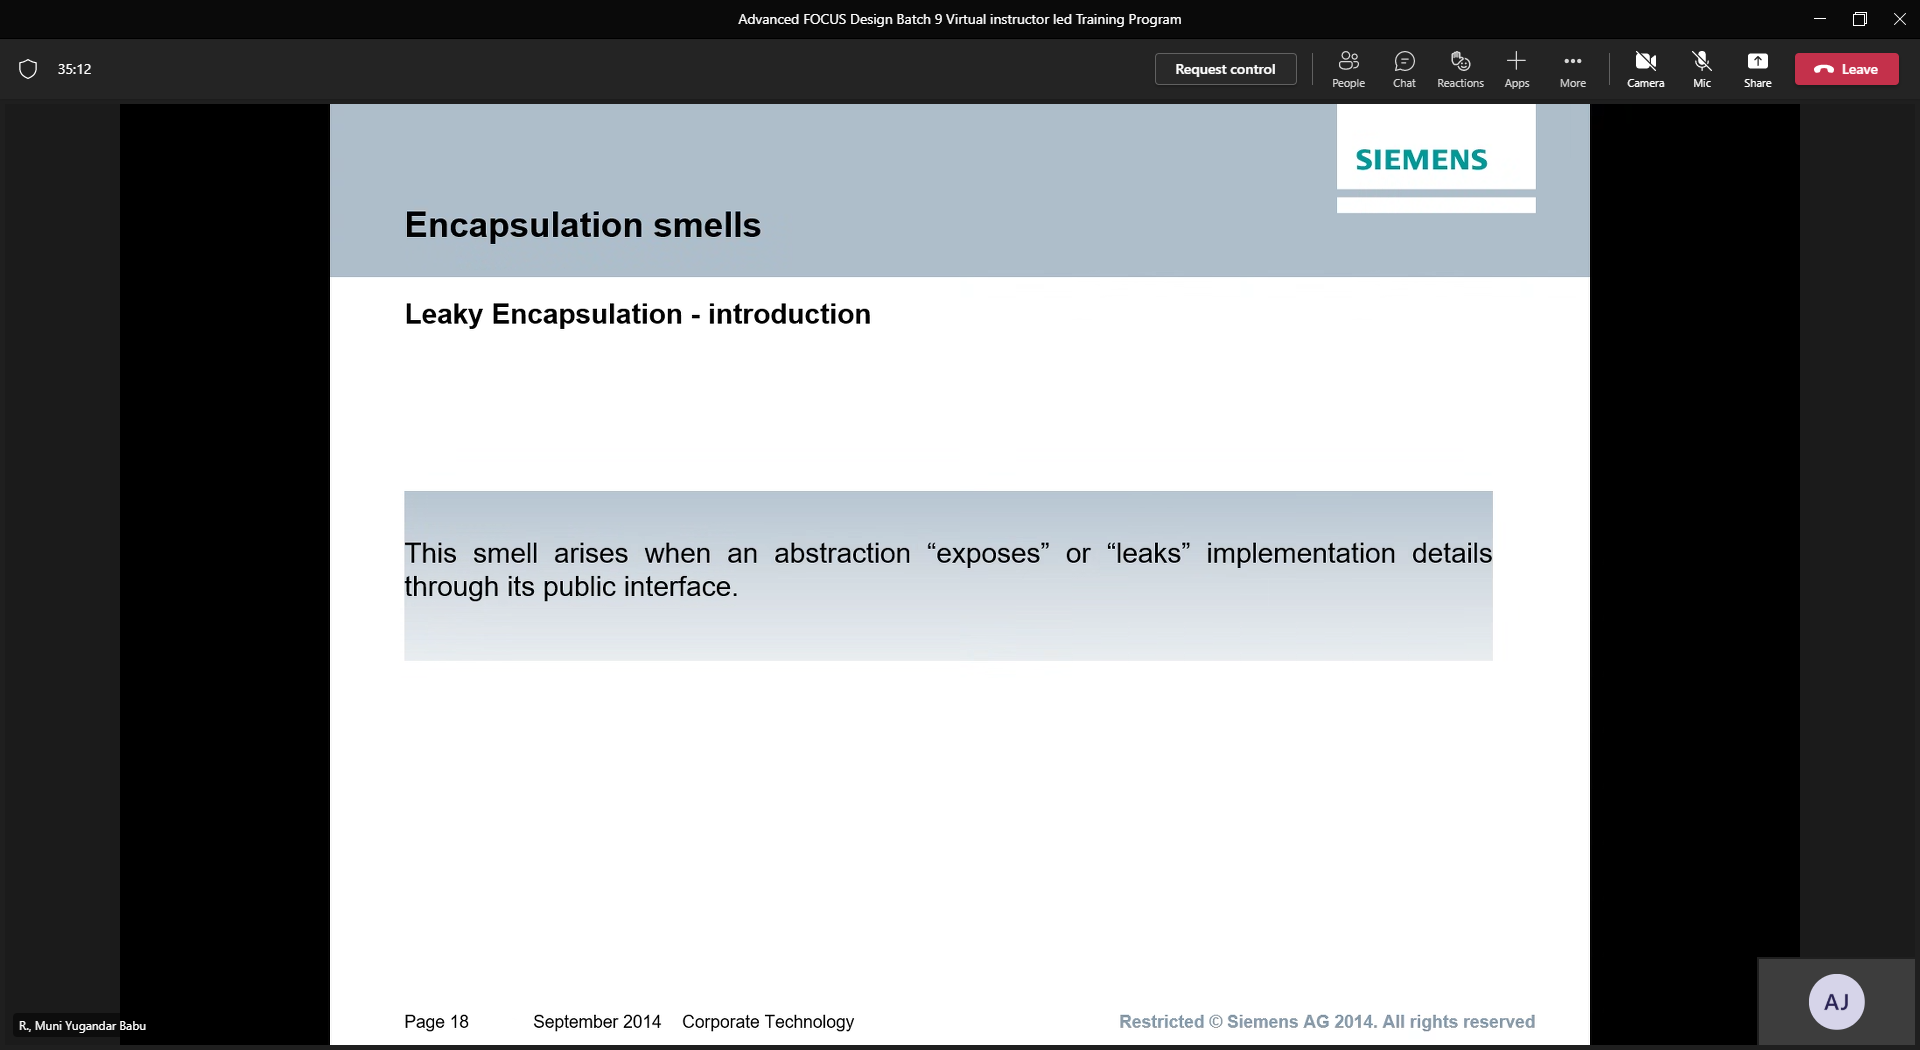 Advanced FOCUS Design Batch 9 Virtual instructor led Training Program
35:12
Request control
People
Chat
Reactions
Apps
More
Camera
Mic
Share
Leave
SIEMENS
Encapsulation smells
Leaky Encapsulation - introduction
This smell arises when an abstraction “exposes” or “leaks” implementation details
through its public interface.
Page 18 September 2014 Corporate Technology Restricted © Siemens AG 2014. All rights reserved
R., Muni Yugandar Babu
AJ